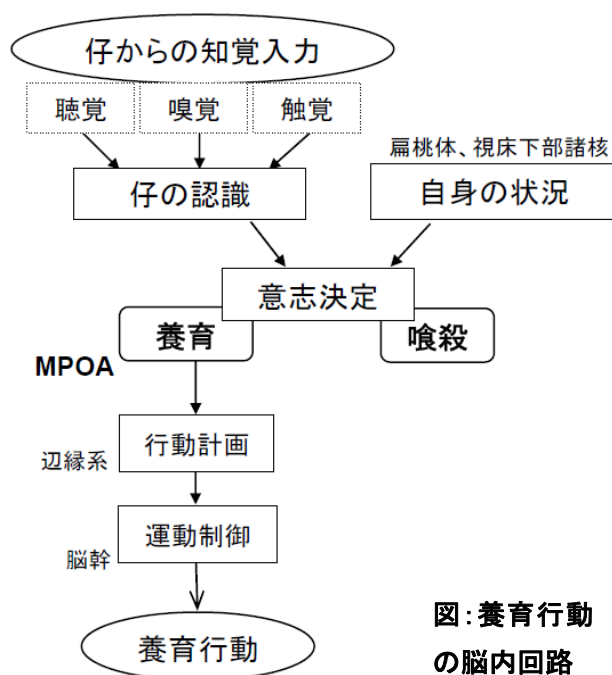 仔からの知覚入力
聴覚
嗅覚
触覚
扁桃体、視床下部諸核
仔の認識
自身の状況
意志決定
養育
喰殺
MPOA
行動計画
辺縁系
運動制御
脳幹
養育行動
図:養育行動
の脳内回路